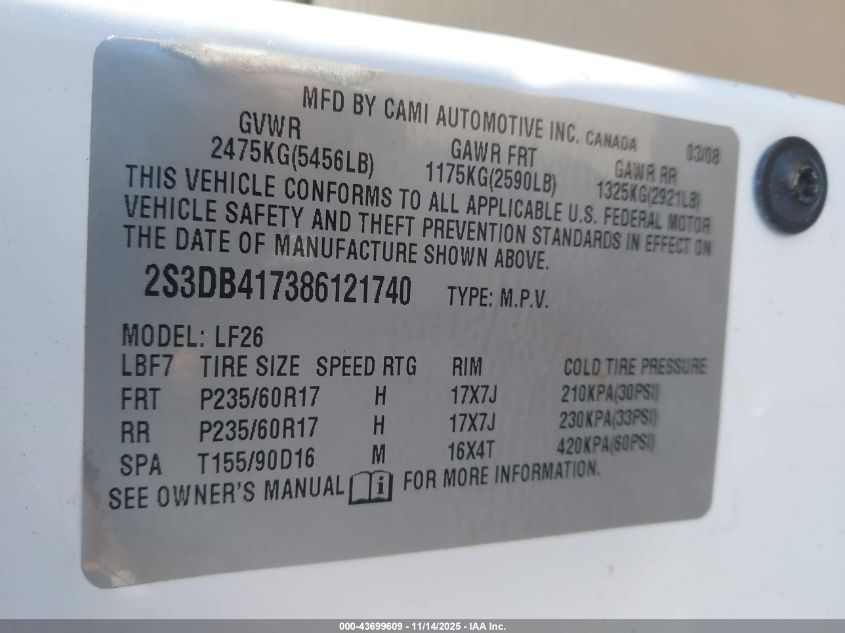 MFD BY CAMI AUTOMOTIVE INC. CANADA 03/08
GVWR GAWR FRT GAWR RR
2475KG(5456LB) 1175KG(2590LB) 1325KG(2921LB)
THIS VEHICLE CONFORMS TO ALL APPLICABLE U.S. FEDERAL MOTOR
VEHICLE SAFETY AND THEFT PREVENTION STANDARDS IN EFFECT ON
THE DATE OF MANUFACTURE SHOWN ABOVE.
2S3DB417386121740 TYPE: M.P.V.
MODEL: LF26
LBF7 TIRE SIZE SPEED RTG RIM COLD TIRE PRESSURE
FRT P235/60R17 H 17X7J 210KPA(30PSI)
RR P235/60R17 H 17X7J 230KPA(33PSI)
SPA T155/90D16 M 16X4T 420KPA(60PSI)
SEE OWNER'S MANUAL i FOR MORE INFORMATION.
000-43699609 - 11/14/2025 - IAA Inc.